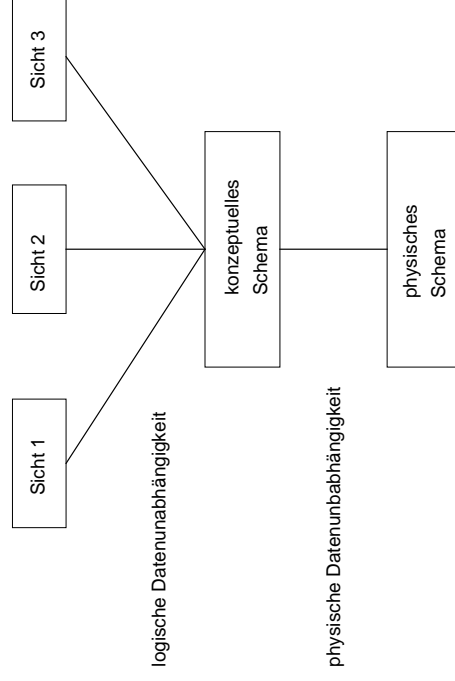 Sicht 1
Sicht 2
Sicht 3
logische Datenunabhängigkeit
konzeptuelles
Schema
physische Datenunbabhängigkeit
physisches
Schema